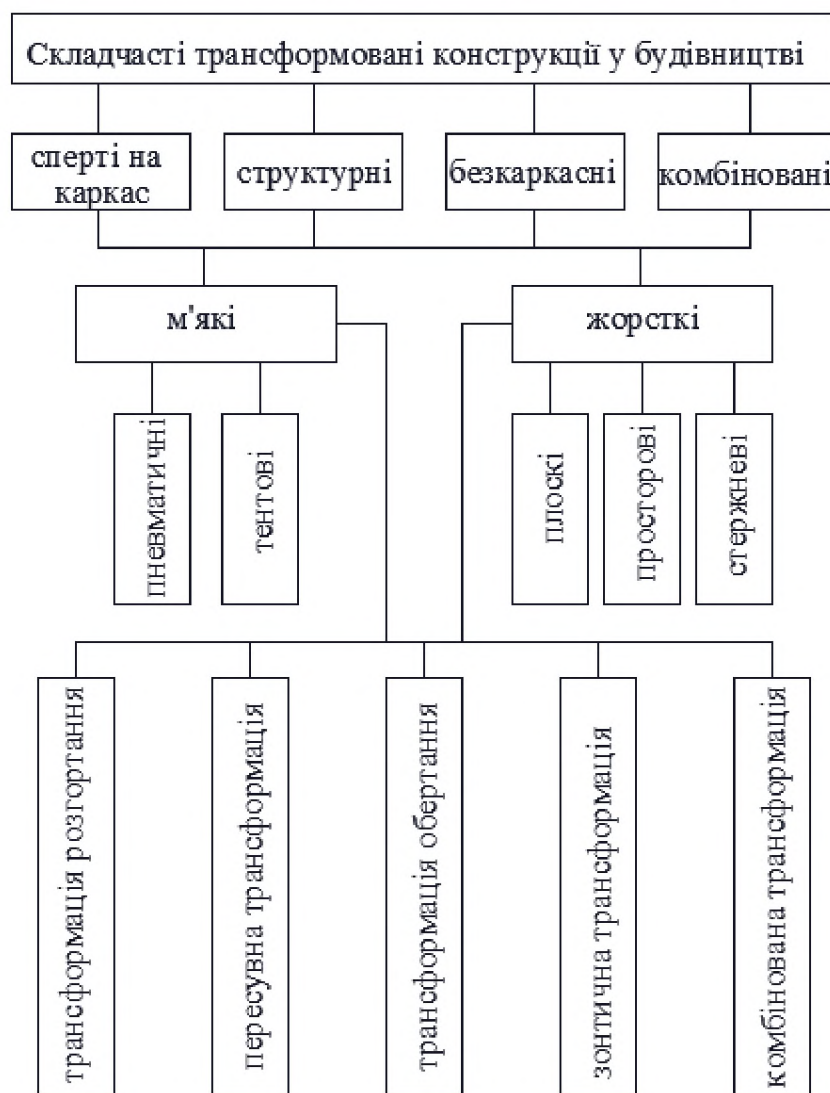 Складчасті трансформовані конструкції у будівництві
сперті на
каркас
структурні
безкаркасні
комбіновані
м'які
жорсткі
пневматичні
тентові
плоскі
просторові
стержневі
трансформація розгортання
пересувна трансформація
трансформація обертання
зонтична трансформація
комбінована трансформація